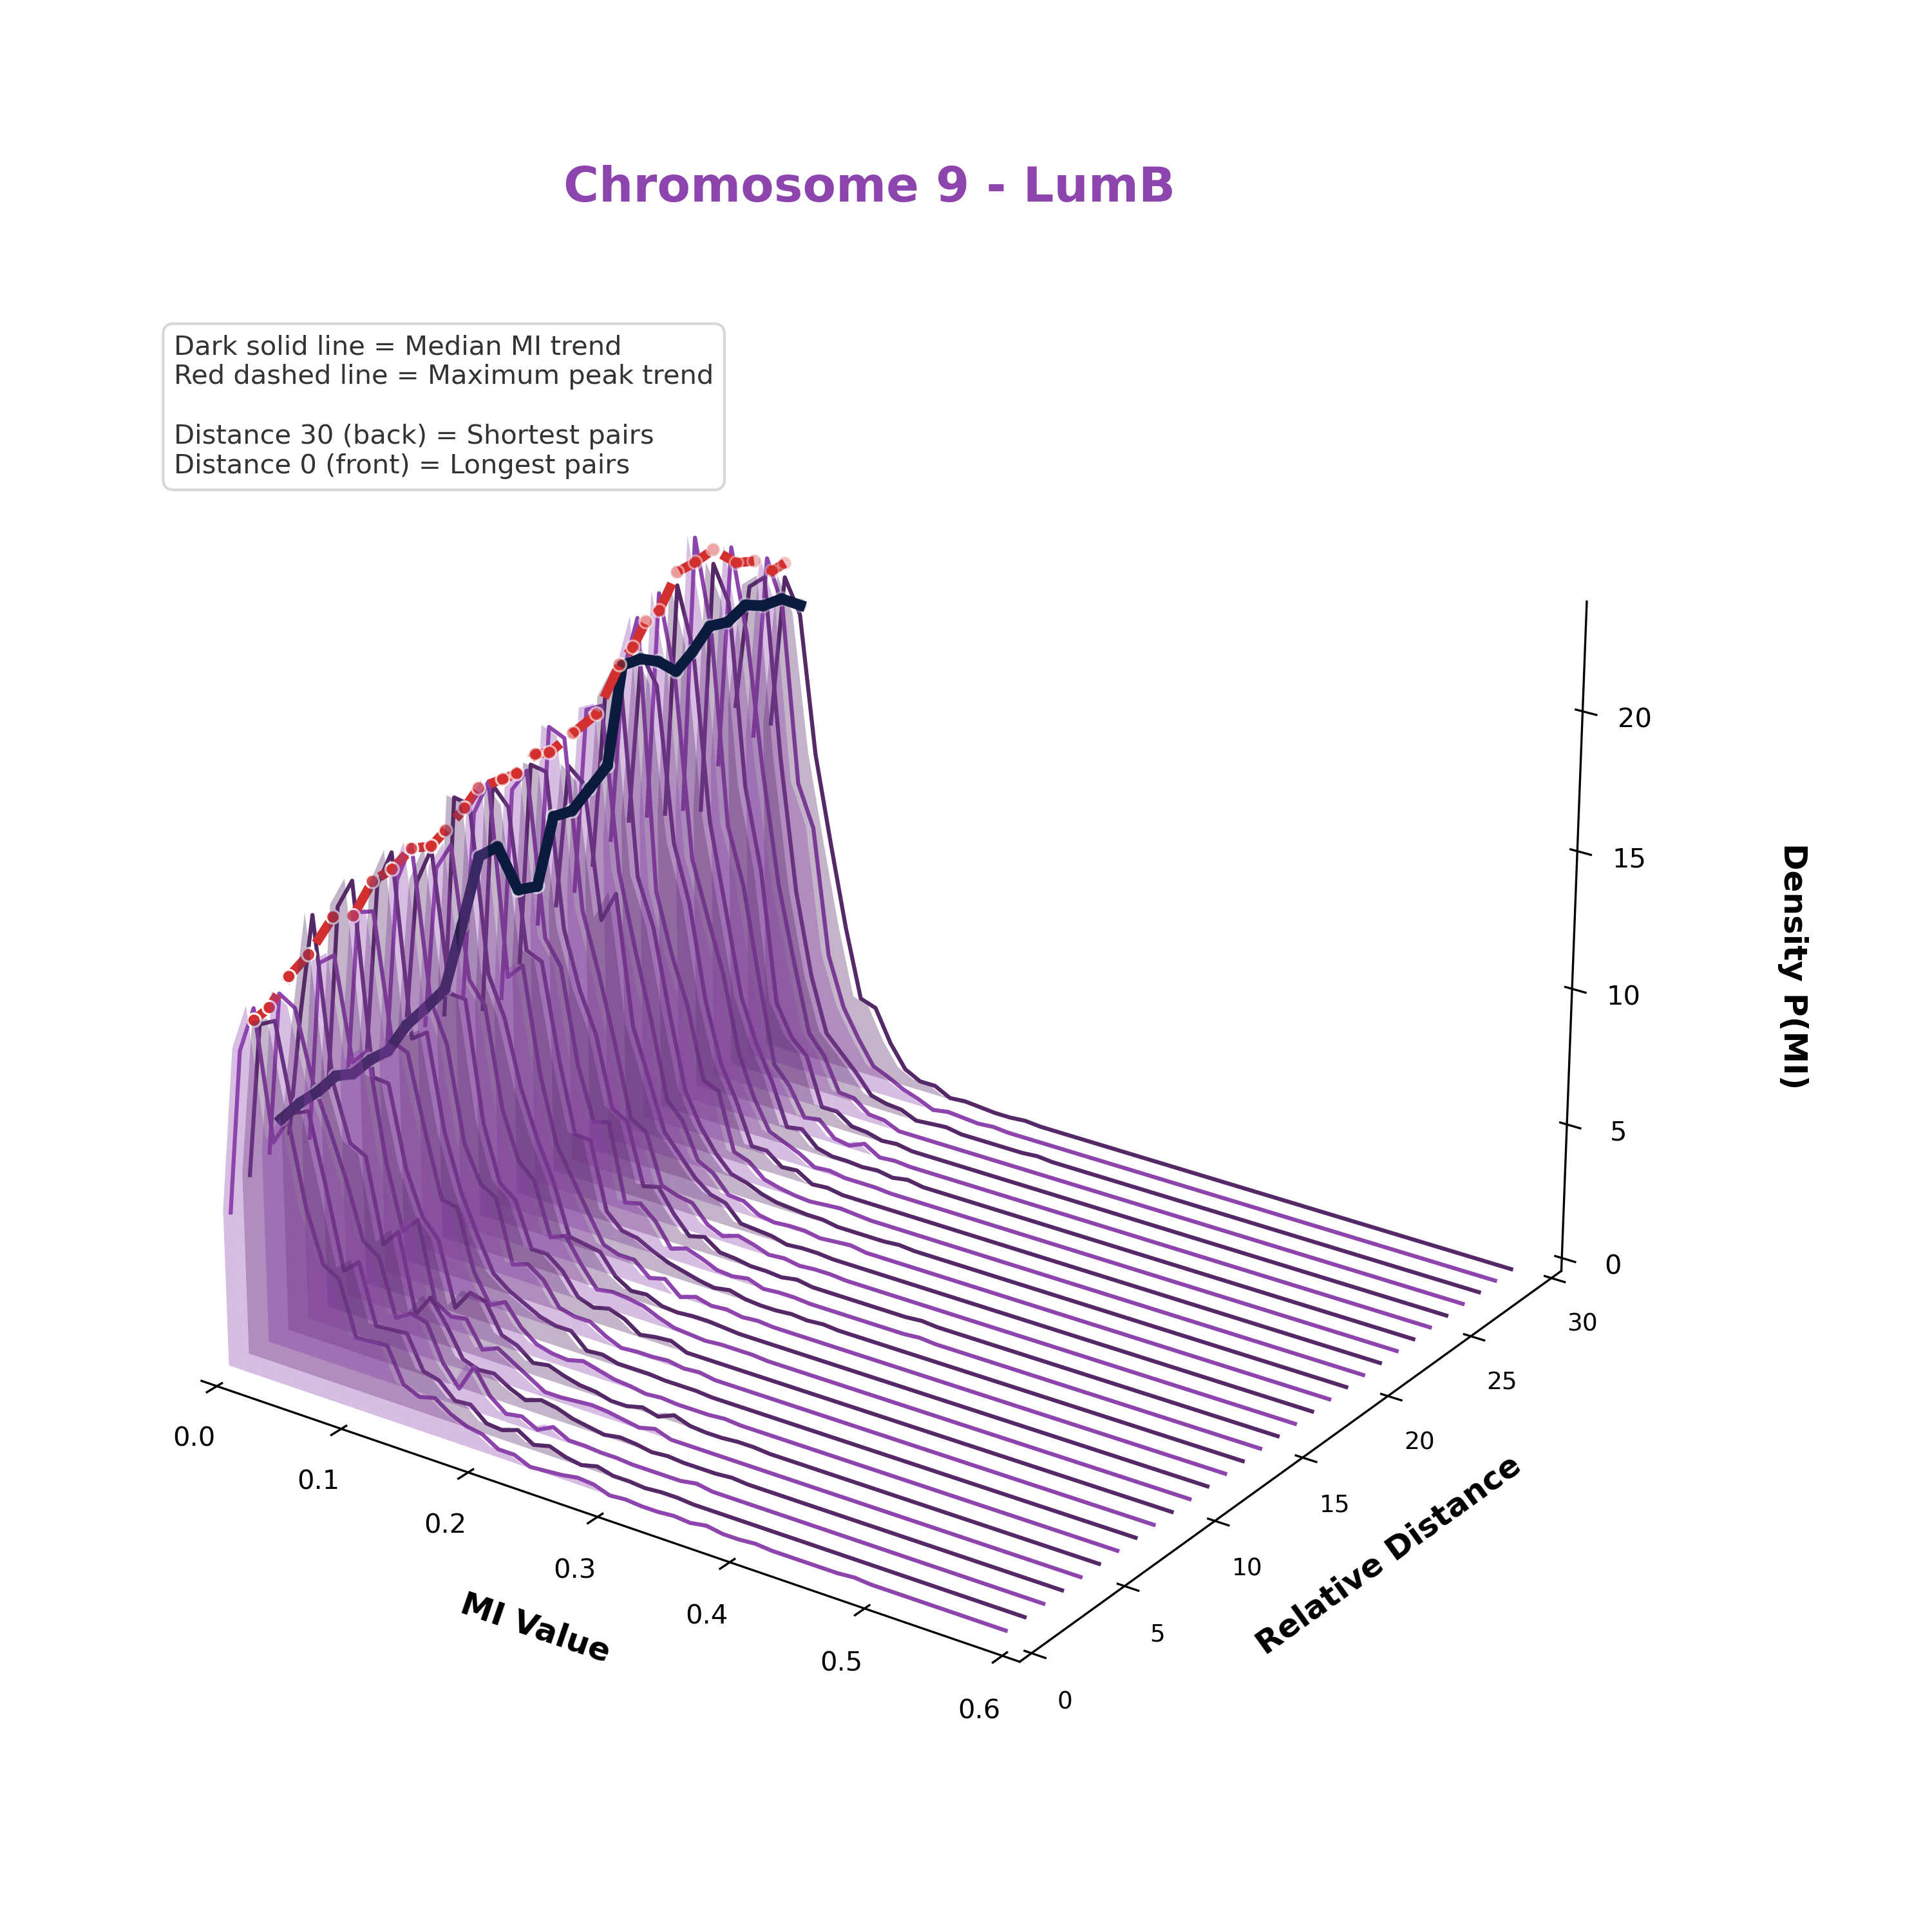 Chromosome 9 - LumB
Dark solid line = Median MI trend
Red dashed line = Maximum peak trend
Distance 30 (back) = Shortest pairs
Distance 0 (front) = Longest pairs
20
15
10
5
0
Density P(MI)
30
25
20
15
10
5
0
Relative Distance
0.0
0.1
0.2
0.3
0.4
0.5
0.6
MI Value